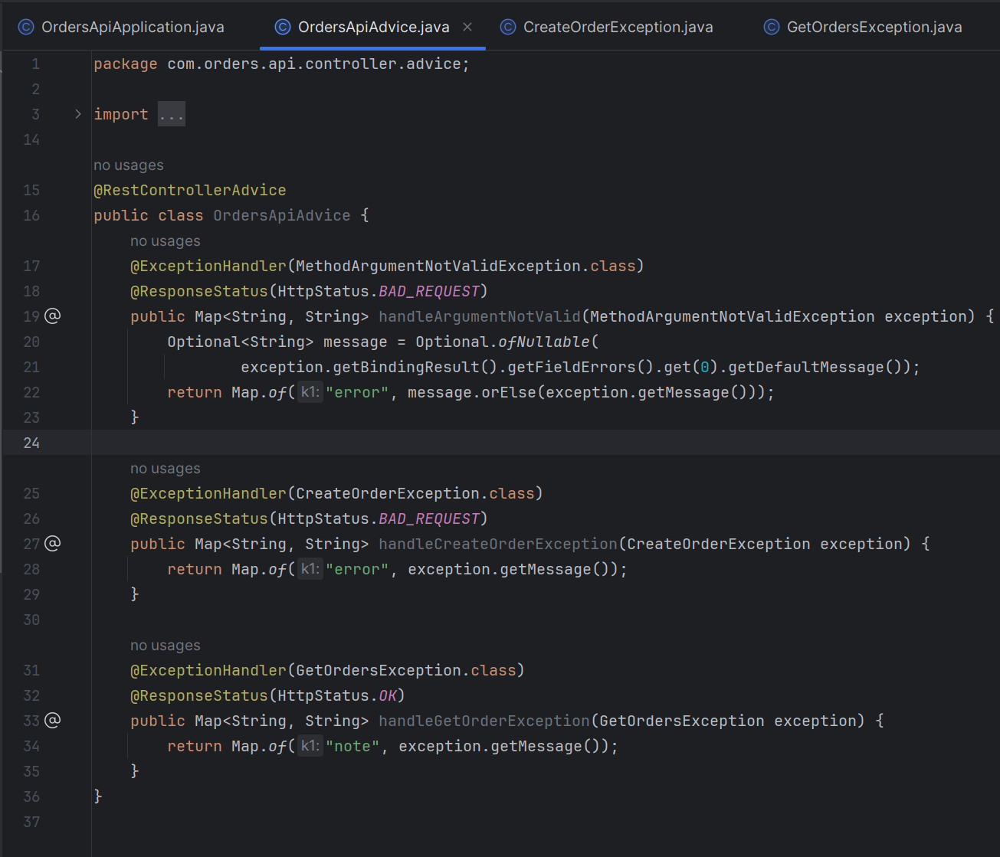 OrdersApiApplication.java OrdersApiAdvice.java CreateOrderException.java GetOrdersException.java
1 package com.orders.api.controller.advice;
2
3 import ...
14
no usages
15 @RestControllerAdvice
16 public class OrdersApiAdvice {
no usages
17 @ExceptionHandler(MethodArgumentNotValidException.class)
18 @ResponseStatus(HttpStatus.BAD_REQUEST)
19 @ public Map<String, String> handleArgumentNotValid(MethodArgumentNotValidException exception) {
20 Optional<String> message = Optional.ofNullable(
21 exception.getBindingResult().getFieldErrors().get(0).getDefaultMessage());
22 return Map.of( k1: "error", message.orElse(exception.getMessage()));
23 }
24
no usages
25 @ExceptionHandler(CreateOrderException.class)
26 @ResponseStatus(HttpStatus.BAD_REQUEST)
27 @ public Map<String, String> handleCreateOrderException(CreateOrderException exception) {
28 return Map.of( k1: "error", exception.getMessage());
29 }
30
no usages
31 @ExceptionHandler(GetOrdersException.class)
32 @ResponseStatus(HttpStatus.OK)
33 @ public Map<String, String> handleGetOrderException(GetOrdersException exception) {
34 return Map.of( k1: "note", exception.getMessage());
35 }
36 }
37